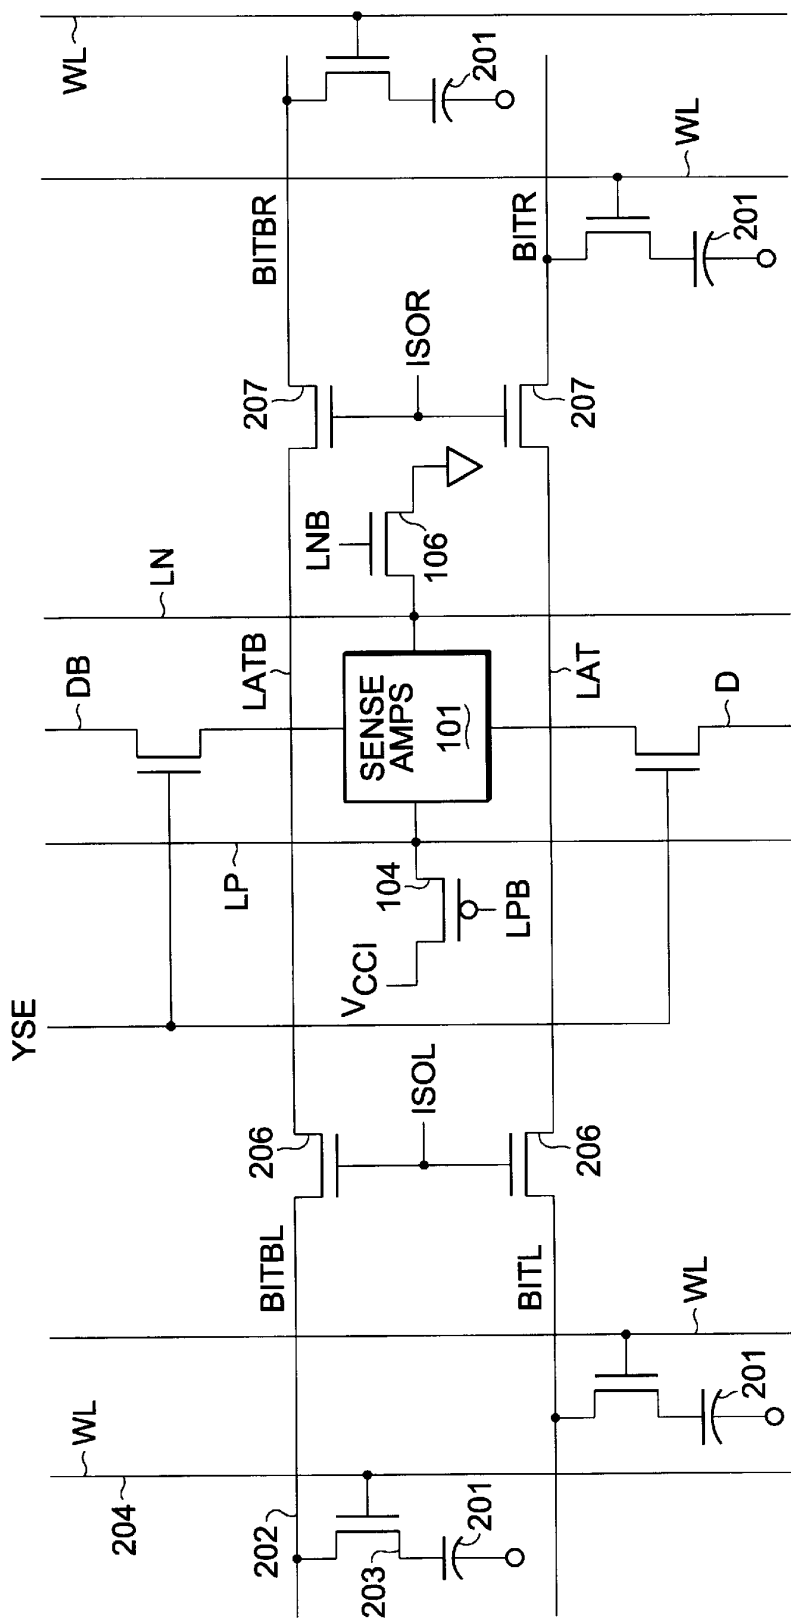 WL
201
WL
201
BITBR
BITR
207
ISOR
207
LNB
106
LN
LATB
LAT
DB
SENSE
AMPS
101
D
LP
104
LPB
VCCI
YSE
206
ISOL
206
BITBL
BITL
WL
201
WL
204
202
203
201